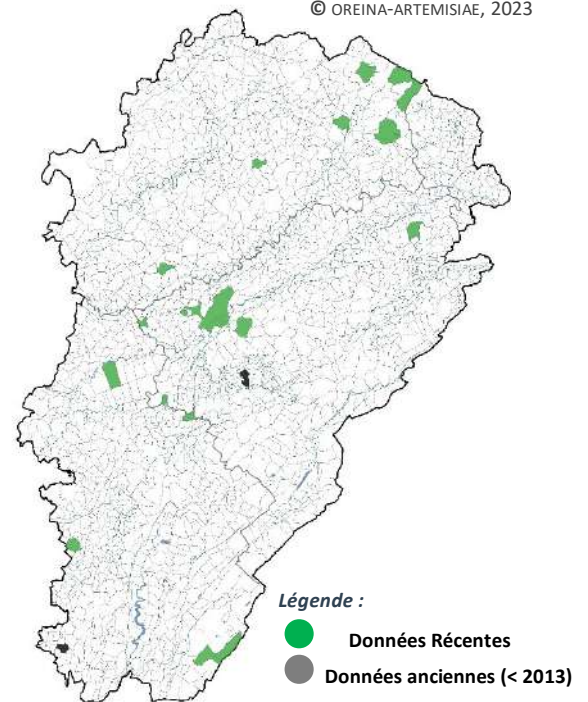 © OREINA-ARTEMISIAE, 2023
Légende :
Données Récentes
Données anciennes (< 2013)